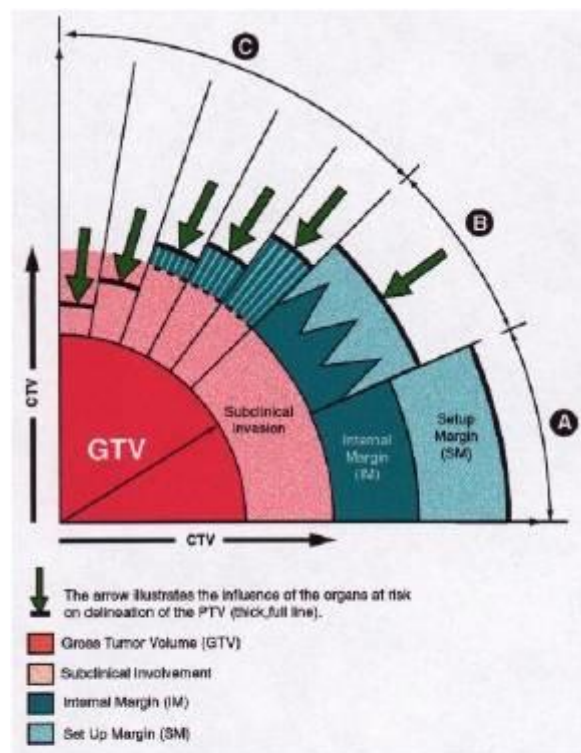 C
B
CTV
GTV
Subclinical
Invasion
Internal
Margin
(IM)
Setup
Margin
(SM)
A
CTV
The arrow illustrates the influence of the organs at risk
on delineation of the PTV (thick,full line).
Gross Tumor Volume (GTV)
Subclinical Involvement
Internal Margin (IM)
Set Up Margin (SM)